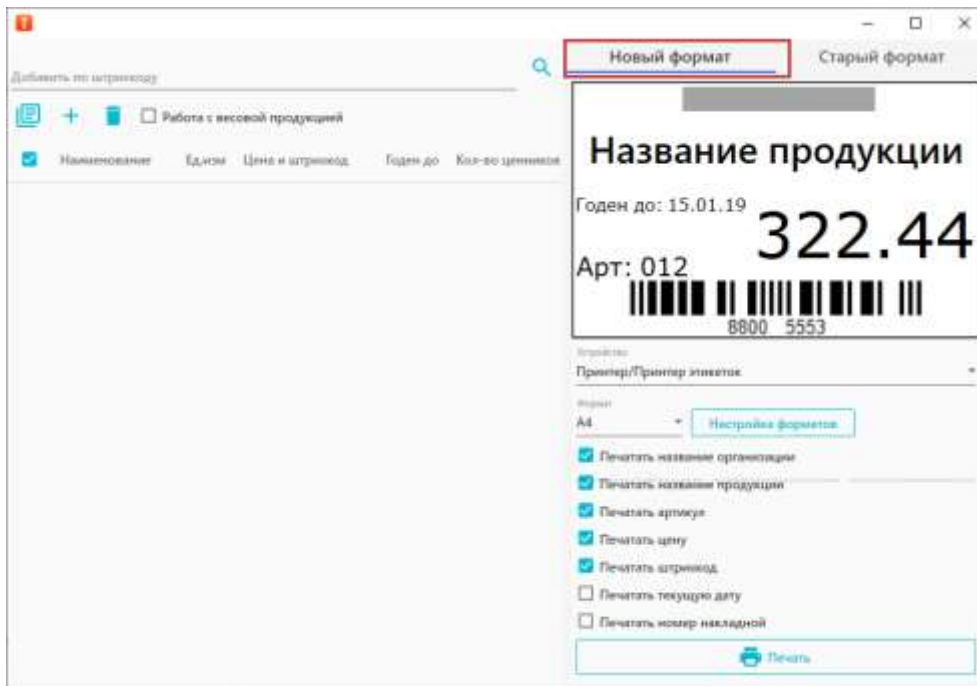 Новый формат
Старый формат
Добавить по штрихкоду
Работа с весовой продукцией
Наименование Ед.изм Цена и штрихкод Годен до Кол-во ценников
Название продукции
Годен до: 15.01.19
322.44
Арт: 012
8800 5553
Устройство
Принтер/Принтер этикеток
Формат
A4
Настройка форматов
Печатать название организации
Печатать название продукции
Печатать артикул
Печатать цену
Печатать штрихкод
Печатать текущую дату
Печатать номер накладной
Печать